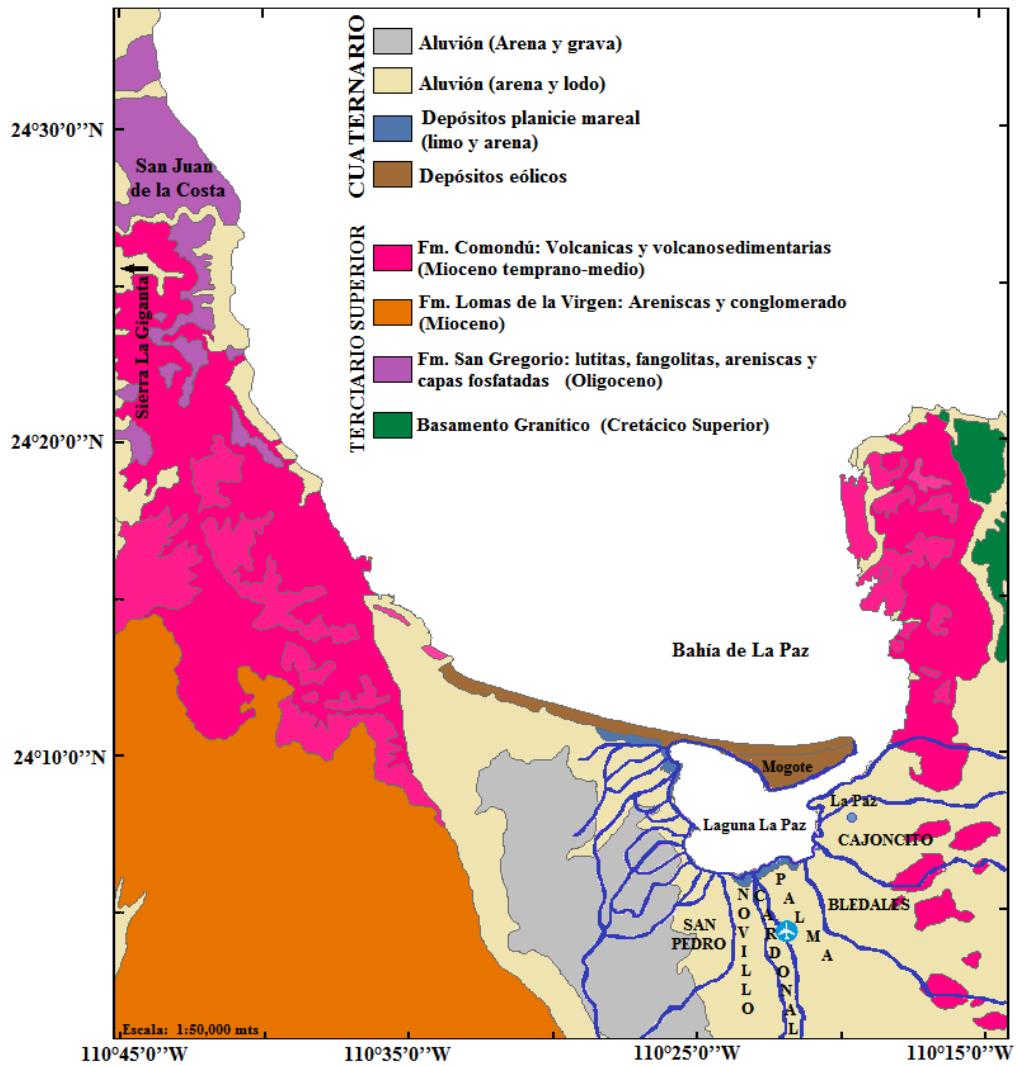 CUATERNARIO
Aluvión (Arena y grava)
Aluvión (arena y lodo)
Depósitos planicie mareal
(limo y arena)
Depósitos eólicos
TERCIARIO SUPERIOR
Fm. Comondú: Volcanicas y volcanosedimentarias
(Mioceno temprano-medio)
Fm. Lomas de la Virgen: Areniscas y conglomerado
(Mioceno)
Fm. San Gregorio: lutitas, fangolitas, areniscas y
capas fosfatadas (Oligoceno)
Basamento Granítico (Cretácico Superior)
24°30'0''N
24°20'0''N
24°10'0''N
San Juan
de la Costa
Sierra La Giganta
Bahía de La Paz
Mogote
La Paz
Laguna La Paz
CAJONCITO
BLEDALES
PALMA
CARDONAL
NOVILLO
SAN
PEDRO
Escala: 1:50,000 mts
110°45'0''W
110°35'0''W
110°25'0''W
110°15'0''W